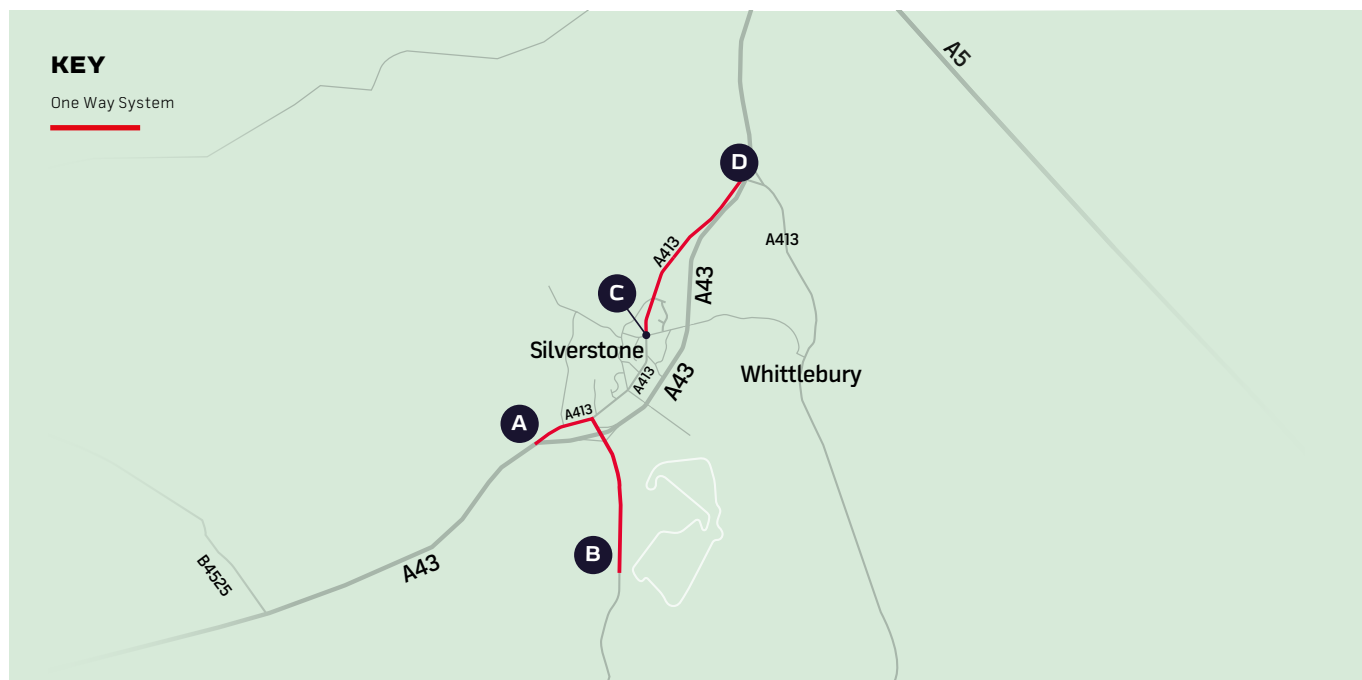 KEY
One Way System
A5
D
A413
A413
A43
C
Silverstone
A413
A43
Whittlebury
A
A413
B
B4525
A43